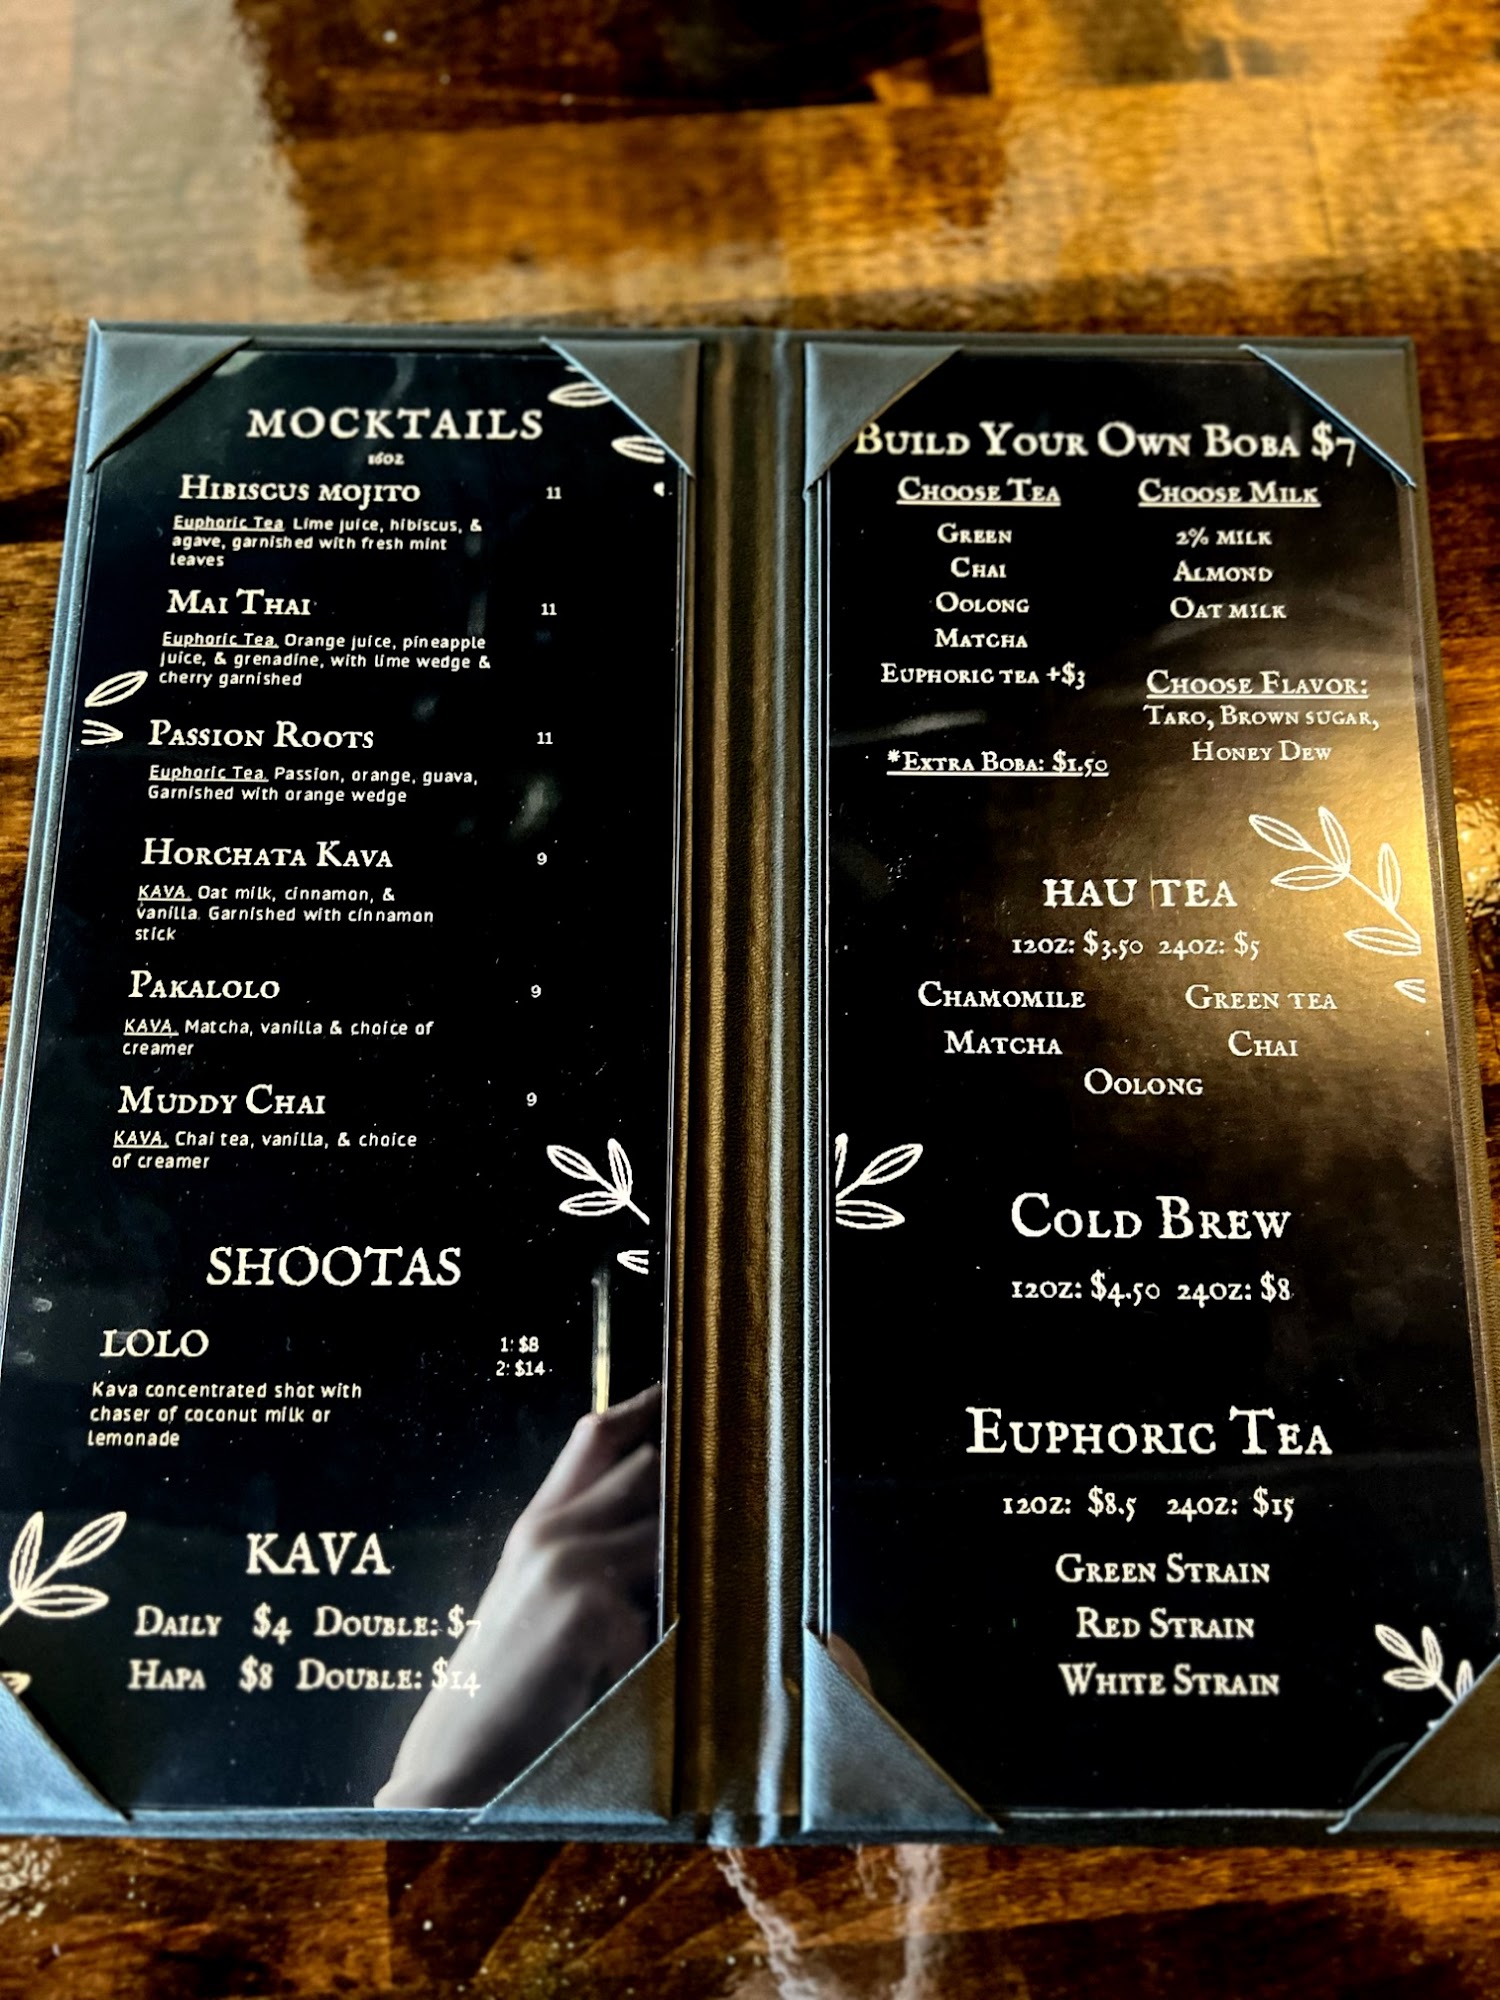 MOCKTAILS
16OZ
HIBISCUS MOJITO 11
Euphoric Tea. Lime juice, hibiscus, &
agave, garnished with fresh mint
leaves
MAI THAI 11
Euphoric Tea. Orange juice, pineapple
juice, & grenadine, with lime wedge &
cherry garnished
PASSION ROOTS 11
Euphoric Tea. Passion, orange, guava,
Garnished with orange wedge
HORCHATA KAVA 9
KAVA. Oat milk, cinnamon, &
vanilla. Garnished with cinnamon
stick
PAKALOLO 9
KAVA. Matcha, vanilla & choice of
creamer
MUDDY CHAI 9
KAVA. Chai tea, vanilla, & choice
of creamer
SHOOTAS
LOLO 1: $8
2: $14
Kava concentrated shot with
chaser of coconut milk or
lemonade
KAVA
DAILY $4 DOUBLE: $7
HAPA $8 DOUBLE: $14
BUILD YOUR OWN BOBA $7
CHOOSE TEA
GREEN
CHAI
OOLONG
MATCHA
EUPHORIC TEA +$3
*EXTRA BOBA: $1.50
CHOOSE MILK
2% MILK
ALMOND
OAT MILK
CHOOSE FLAVOR:
TARO, BROWN SUGAR,
HONEY DEW
HAU TEA
12OZ: $3.50 24OZ: $5
CHAMOMILE GREEN TEA
MATCHA CHAI
OOLONG
COLD BREW
12OZ: $4.50 24OZ: $8
EUPHORIC TEA
12OZ: $8.5 24OZ: $15
GREEN STRAIN
RED STRAIN
WHITE STRAIN